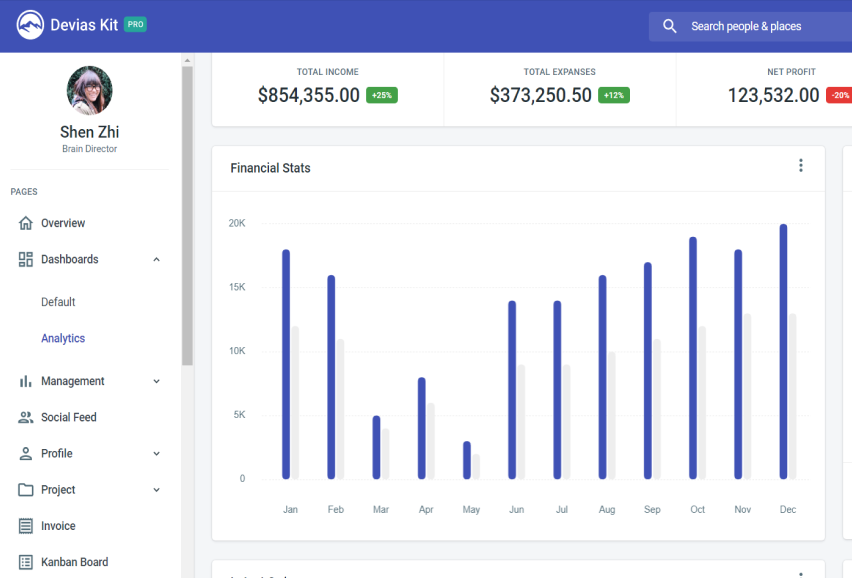 Devias Kit PRO
Search people & places
Shen Zhi
Brain Director
PAGES
Overview
Dashboards
Default
Analytics
Management
Social Feed
Profile
Project
Invoice
Kanban Board
TOTAL INCOME
$854,355.00 +25%
TOTAL EXPANSES
$373,250.50 +12%
NET PROFIT
123,532.00 -20%
Financial Stats
20K
15K
10K
5K
0
Jan Feb Mar Apr May Jun Jul Aug Sep Oct Nov Dec